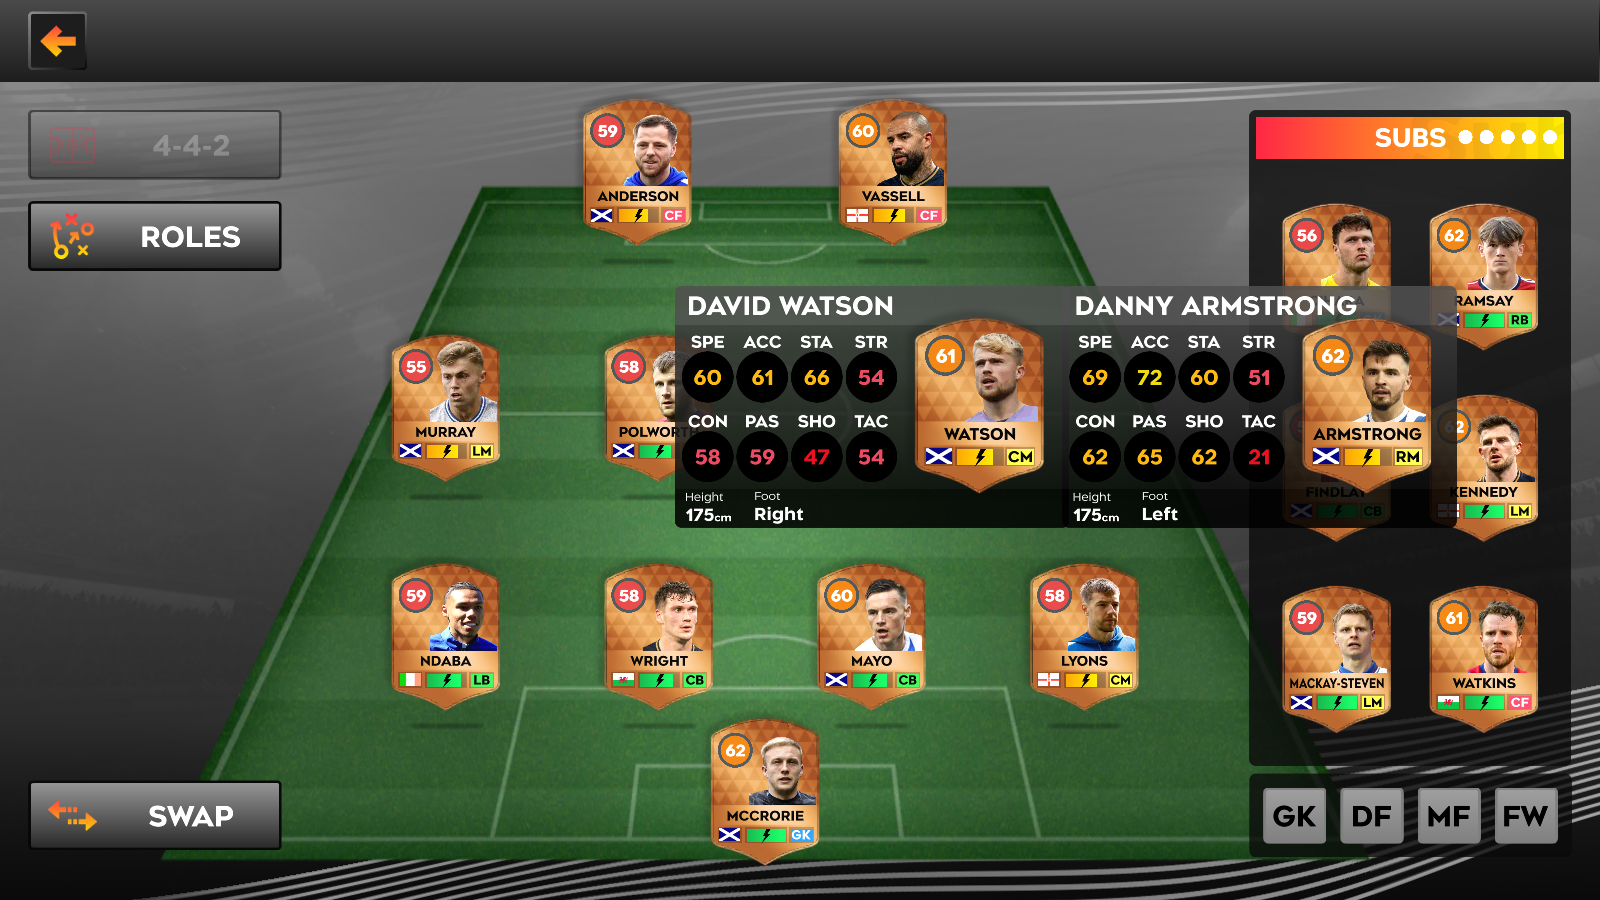 4-4-2
ROLES
SWAP
59
ANDERSON
CF
60
VASSELL
CF
SUBS
56
62
RAMSAY
RB
55
MURRAY
LM
58
POLWORTH
DAVID WATSON
SPE ACC STA STR
60 61 66 54
CON PAS SHO TAC
58 59 47 54
Height Foot
175cm Right
61
WATSON
CM
DANNY ARMSTRONG
SPE ACC STA STR
69 72 60 51
CON PAS SHO TAC
62 65 62 21
Height Foot
175cm Left
62
ARMSTRONG
RM
FINDLAY
CB
62
KENNEDY
LM
59
NDABA
LB
58
WRIGHT
CB
60
MAYO
CB
58
LYONS
CM
59
MACKAY-STEVEN
LM
61
WATKINS
CF
62
MCCRORIE
GK
GK DF MF FW